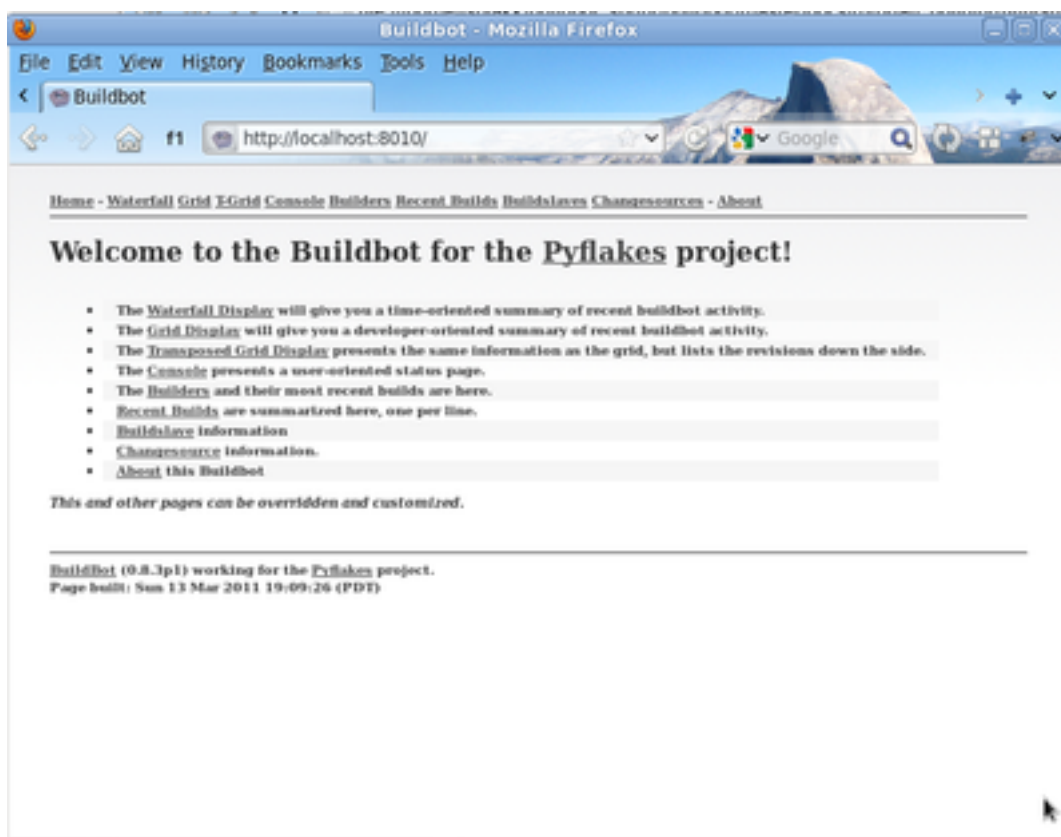 Buildbot - Mozilla Firefox
File Edit View History Bookmarks Tools Help
Buildbot
f1 http://localhost:8010/ Google
Home - Waterfall Grid T-Grid Console Builders Recent Builds Buildslaves Changesources - About
Welcome to the Buildbot for the Pyflakes project!
The Waterfall Display will give you a time-oriented summary of recent buildbot activity.
The Grid Display will give you a developer-oriented summary of recent buildbot activity.
The Transposed Grid Display presents the same information as the grid, but lists the revisions down the side.
The Console presents a user-oriented status page.
The Builders and their most recent builds are here.
Recent Builds are summarized here, one per line.
Buildslave information
Changesource information.
About this Buildbot
This and other pages can be overridden and customized.
BuildBot (0.8.3p1) working for the Pyflakes project.
Page built: Sun 13 Mar 2011 19:09:26 (PDT)